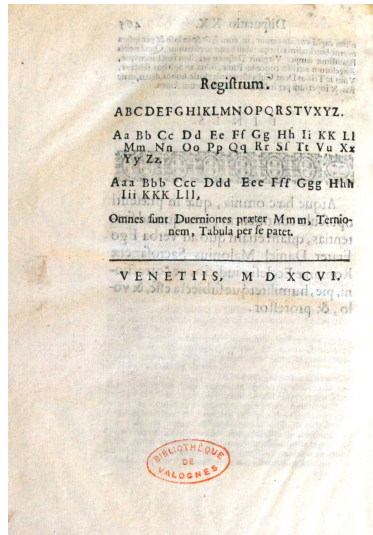 Registrum.
ABCDEFGHIKLMNOPQRSTVXYZ.
Aa Bb Cc Dd Ee Ff Gg Hh Ii KK Ll
Mm Nn Oo Pp Qq Rr Sſ Tt Vu Xx
Yy Zz.
Aaa Bbb Ccc Ddd Eee Fff Ggg Hhh
Iii KKK Lll,
Omnes ſunt Duerniones præter Mmm, Ternio-
nem, Tabula per ſe patet.
VENETIIS, M D XCVI.
BIBLIOTHÈQUE
DE
VALOGNES